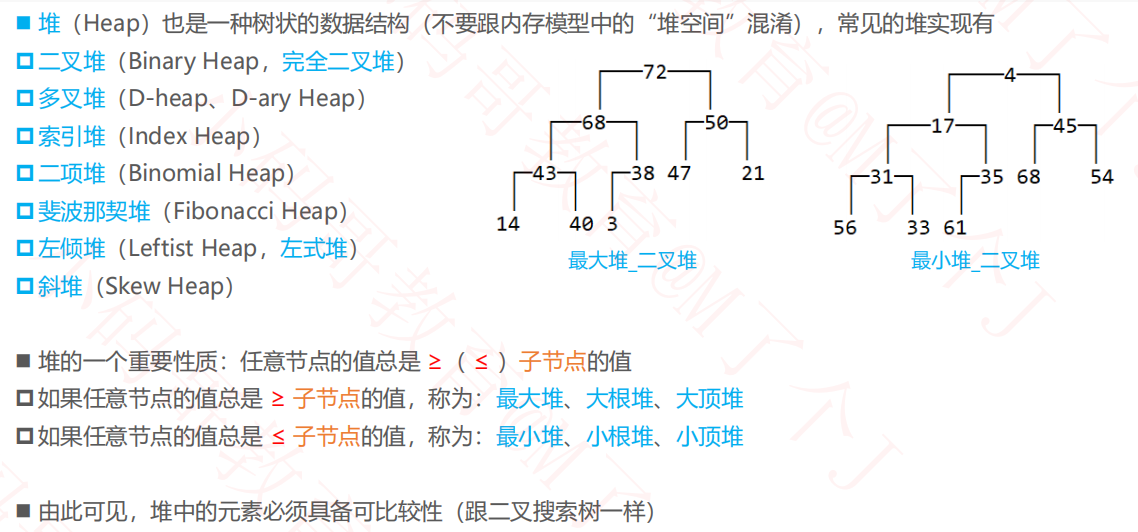 堆（Heap）也是一种树状的数据结构（不要跟内存模型中的“堆空间”混淆），常见的堆实现有
二叉堆（Binary Heap，完全二叉堆）
多叉堆（D-heap、D-ary Heap）
索引堆（Index Heap）
二项堆（Binomial Heap）
斐波那契堆（Fibonacci Heap）
左倾堆（Leftist Heap，左式堆）
斜堆（Skew Heap）
72
68 50
43 38 47 21
14 40 3
最大堆_二叉堆
4
17 45
31 35 68 54
56 33 61
最小堆_二叉堆
堆的一个重要性质：任意节点的值总是 ≥（ ≤ ）子节点的值
如果任意节点的值总是 ≥ 子节点的值，称为：最大堆、大根堆、大顶堆
如果任意节点的值总是 ≤ 子节点的值，称为：最小堆、小根堆、小顶堆
由此可见，堆中的元素必须具备可比较性（跟二叉搜索树一样）